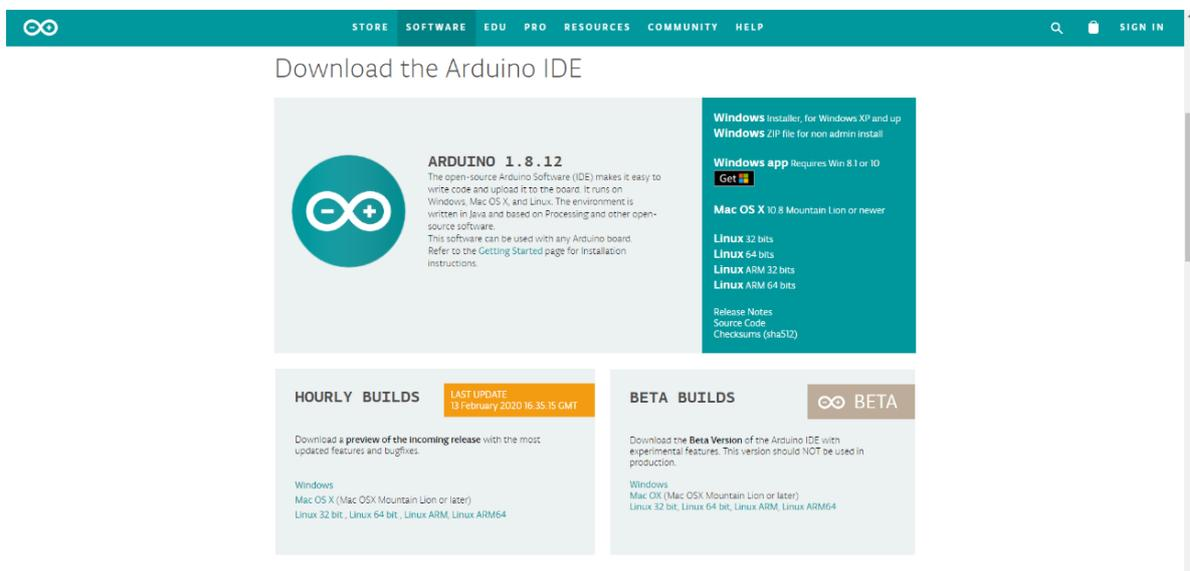 STORE SOFTWARE EDU PRO RESOURCES COMMUNITY HELP SIGN IN
Download the Arduino IDE
ARDUINO 1.8.12
The open-source Arduino Software (IDE) makes it easy to
write code and upload it to the board. It runs on
Windows, Mac OS X, and Linux. The environment is
written in Java and based on Processing and other open-
source software.
This software can be used with any Arduino board.
Refer to the Getting Started page for Installation
instructions.
Windows Installer, for Windows XP and up
Windows ZIP file for non admin install
Windows app Requires Win 8.1 or 10
Get
Mac OS X 10.8 Mountain Lion or newer
Linux 32 bits
Linux 64 bits
Linux ARM 32 bits
Linux ARM 64 bits
Release Notes
Source Code
Checksums (sha512)
HOURLY BUILDS
LAST UPDATE
13 February 2020 16:35:15 GMT
Download a preview of the incoming release with the most
updated features and bugfixes.
Windows
Mac OS X (Mac OSX Mountain Lion or later)
Linux 32 bit , Linux 64 bit , Linux ARM, Linux ARM64
BETA BUILDS
BETA
Download the Beta Version of the Arduino IDE with
experimental features. This version should NOT be used in
production.
Windows
Mac OX (Mac OSX Mountain Lion or later)
Linux 32 bit, Linux 64 bit, Linux ARM, Linux ARM64